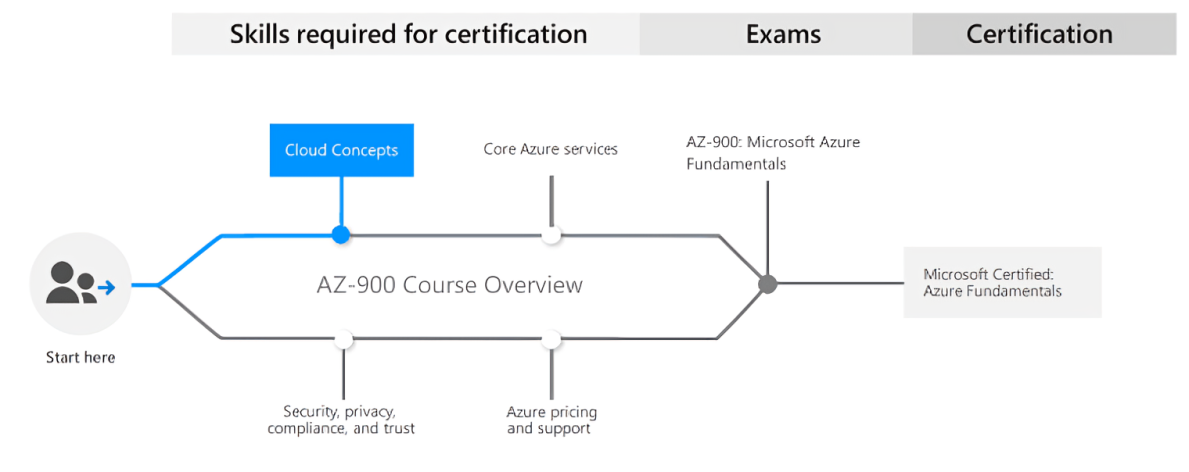 Skills required for certification
Exams
Certification
Cloud Concepts
Core Azure services
AZ-900: Microsoft Azure
Fundamentals
AZ-900 Course Overview
Microsoft Certified:
Azure Fundamentals
Start here
Security, privacy,
compliance, and trust
Azure pricing
and support